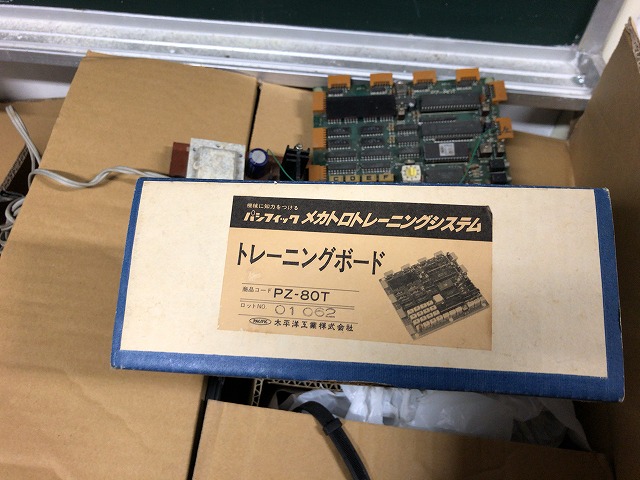 機械に知力をつける
パシフィック メカトロトレーニングシステム
トレーニングボード
商品コード PZ-80T
ロットNO. 01062
太平洋工業株式会社